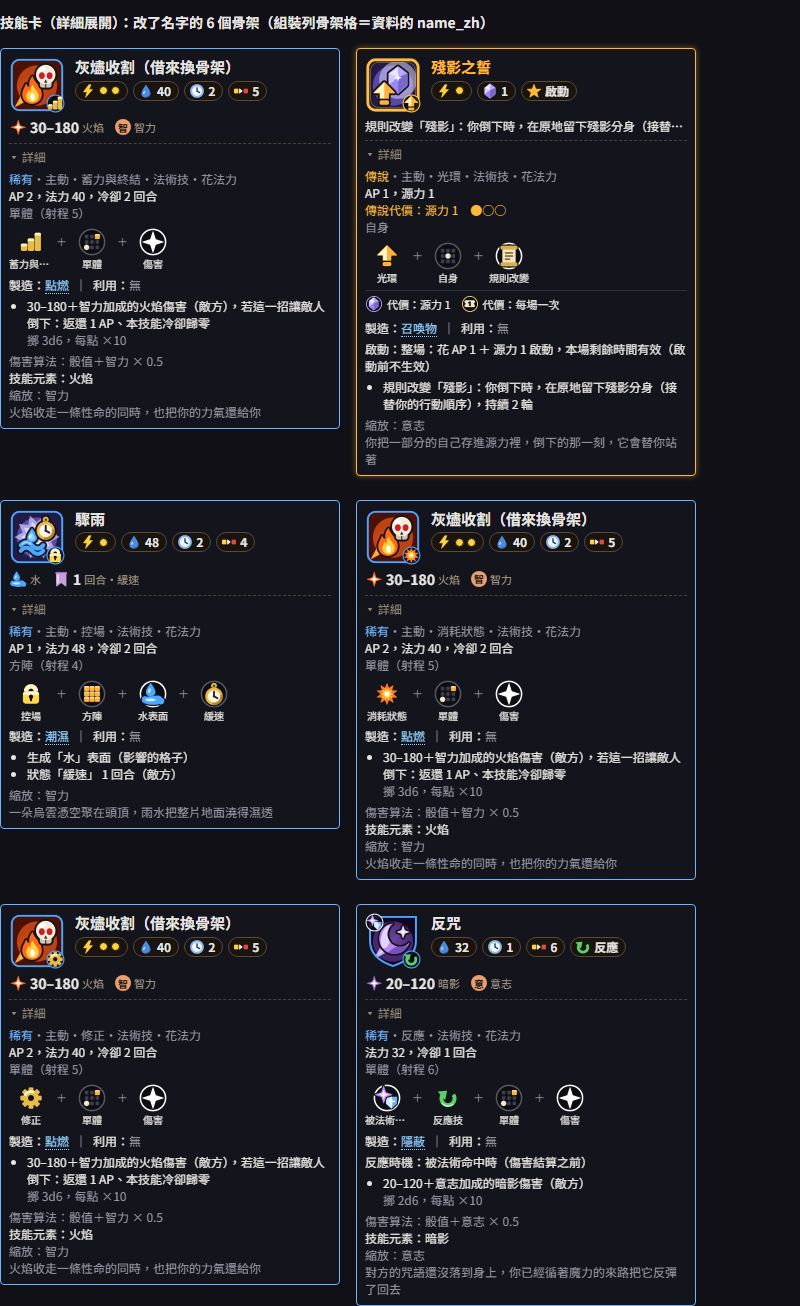 技能卡（詳細展開）：改了名字的 6 個骨架（組裝列骨架格＝資料的 name_zh）
灰燼收割（借來換骨架）
40 2 5
30–180 火焰 智 智力
詳細
稀有・主動・蓄力與終結・法術技・花法力
AP 2，法力 40，冷卻 2 回合
單體（射程 5）
+ +
蓄力與… 單體 傷害
製造：點燃 ｜ 利用：無
• 30–180＋智力加成的火焰傷害（敵方），若這一招讓敵人
倒下：返還 1 AP、本技能冷卻歸零
擲 3d6，每點 ×10
傷害算法：骰值＋智力 × 0.5
技能元素：火焰
縮放：智力
火焰收走一條性命的同時，也把你的力氣還給你
殘影之誓
1 啟動
規則改變「殘影」：你倒下時，在原地留下殘影分身（接替…
詳細
傳說・主動・光環・法術技・花法力
AP 1，源力 1
傳說代價：源力 1 ●○○
自身
+ +
光環 自身 規則改變
代價：源力 1 代價：每場一次
製造：召喚物 ｜ 利用：無
啟動：整場：花 AP 1 ＋ 源力 1 啟動，本場剩餘時間有效（啟
動前不生效）
• 規則改變「殘影」：你倒下時，在原地留下殘影分身（接
替你的行動順序），持續 2 輪
縮放：意志
你把一部分的自己存進源力裡，倒下的那一刻，它會替你站
著
驟雨
48 2 4
水 1 回合・緩速
詳細
稀有・主動・控場・法術技・花法力
AP 1，法力 48，冷卻 2 回合
方陣（射程 4）
+ + +
控場 方陣 水表面 緩速
製造：潮濕 ｜ 利用：無
• 生成「水」表面（影響的格子）
• 狀態「緩速」 1 回合（敵方）
縮放：智力
一朵烏雲憑空聚在頭頂，雨水把整片地面澆得濕透
灰燼收割（借來換骨架）
40 2 5
30–180 火焰 智 智力
詳細
稀有・主動・消耗狀態・法術技・花法力
AP 2，法力 40，冷卻 2 回合
單體（射程 5）
+ +
消耗狀態 單體 傷害
製造：點燃 ｜ 利用：無
• 30–180＋智力加成的火焰傷害（敵方），若這一招讓敵人
倒下：返還 1 AP、本技能冷卻歸零
擲 3d6，每點 ×10
傷害算法：骰值＋智力 × 0.5
技能元素：火焰
縮放：智力
火焰收走一條性命的同時，也把你的力氣還給你
灰燼收割（借來換骨架）
40 2 5
30–180 火焰 智 智力
詳細
稀有・主動・修正・法術技・花法力
AP 2，法力 40，冷卻 2 回合
單體（射程 5）
+ +
修正 單體 傷害
製造：點燃 ｜ 利用：無
• 30–180＋智力加成的火焰傷害（敵方），若這一招讓敵人
倒下：返還 1 AP、本技能冷卻歸零
擲 3d6，每點 ×10
傷害算法：骰值＋智力 × 0.5
技能元素：火焰
縮放：智力
火焰收走一條性命的同時，也把你的力氣還給你
反咒
32 1 6 反應
20–120 暗影 意 意志
詳細
稀有・反應・法術技・花法力
法力 32，冷卻 1 回合
單體（射程 6）
+ + +
被法術… 反應技 單體 傷害
製造：隱蔽 ｜ 利用：無
反應時機：被法術命中時（傷害結算之前）
• 20–120＋意志加成的暗影傷害（敵方）
擲 2d6，每點 ×10
傷害算法：骰值＋意志 × 0.5
技能元素：暗影
縮放：意志
對方的咒語還沒落到身上，你已經循著魔力的來路把它反彈
了回去